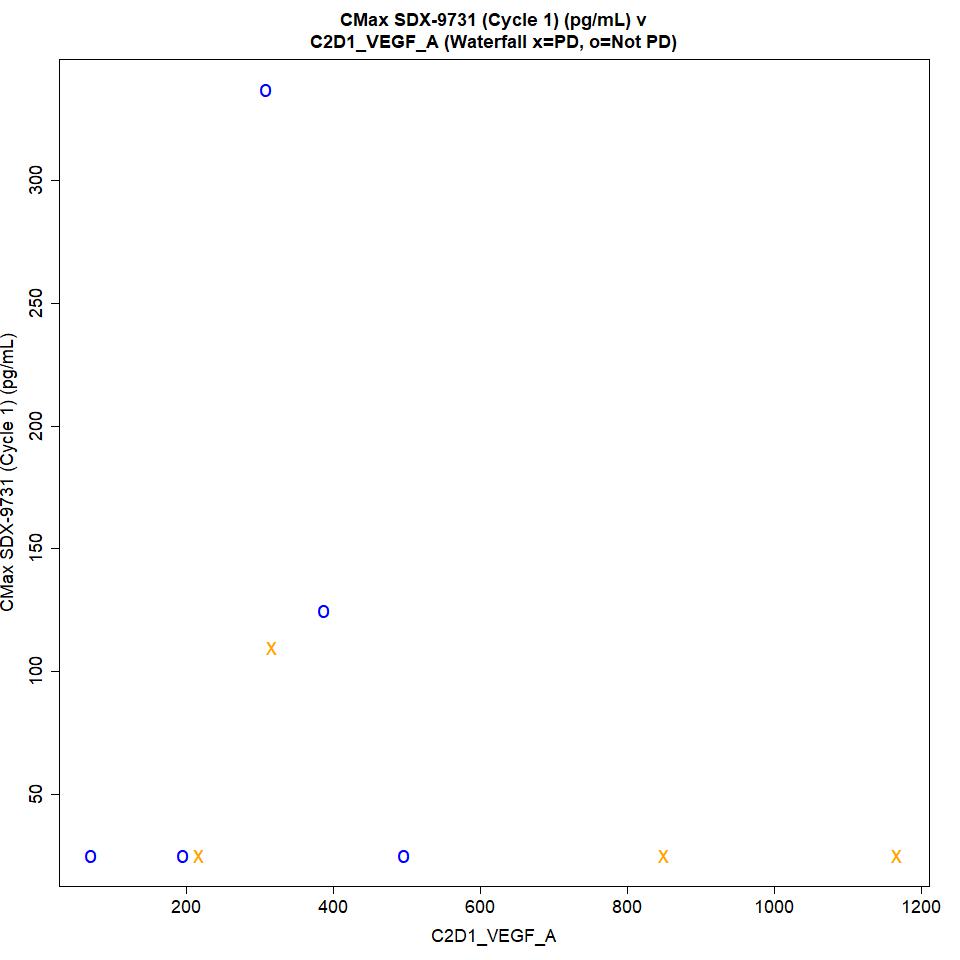 CMax SDX-9731 (Cycle 1) (pg/mL) v
C2D1_VEGF_A (Waterfall x=PD, o=Not PD)
CMax SDX-9731 (Cycle 1) (pg/mL)
300
250
200
150
100
50
O
O
X
O
O
X
O
X
X
200
400
600
800
1000
1200
C2D1_VEGF_A